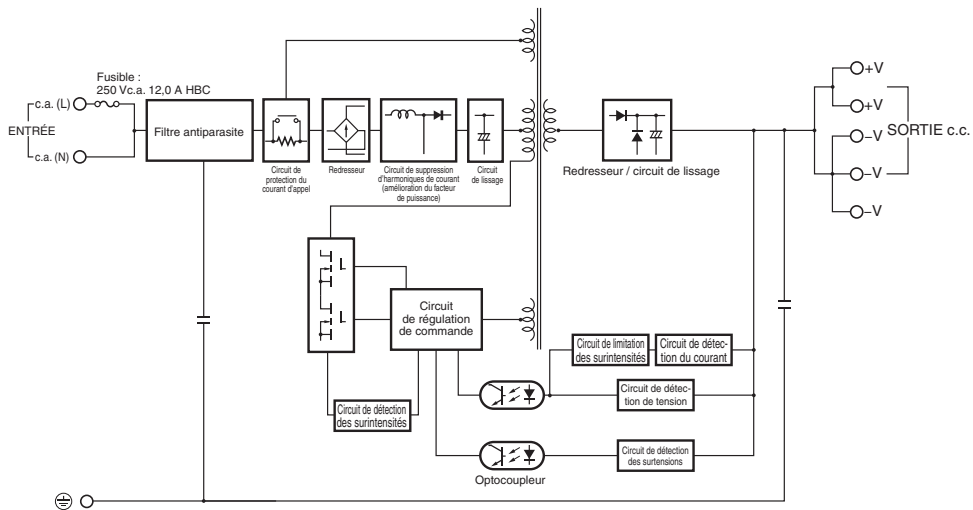 Fusible :
250 Vc.a. 12,0 A HBC
c.a. (L)
ENTRÉE
c.a. (N)
Filtre antiparasite
Circuit de
protection du
courant d'appel
Redresseur
Circuit de suppression
d'harmoniques de courant
(amélioration du facteur
de puissance)
Circuit
de lissage
Redresseur / circuit de lissage
+V
+V
–V
–V
–V
SORTIE c.c.
Circuit
de régulation
de commande
Circuit de limitation
des surintensités
Circuit de détec-
tion du courant
Circuit de détec-
tion de tension
Circuit de détection
des surintensités
Circuit de détection
des surtensions
Optocoupleur